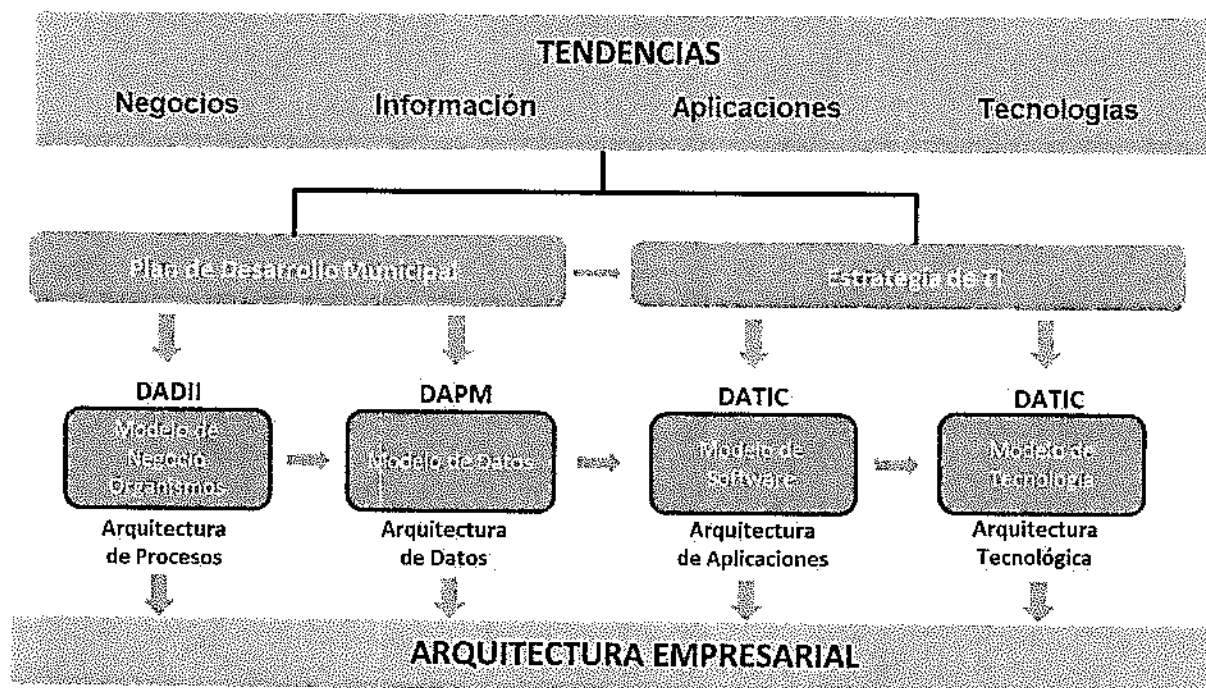 TENDENCIAS
Negocios Información Aplicaciones Tecnologías
Plan de Desarrollo Municipal
Estrategia de TI
DADII DAPM DATIC DATIC
Modelo de
Negocio
Organismos
Modelo de Datos
Modelo de
Software
Modelo de
Tecnología
Arquitectura
de Procesos
Arquitectura
de Datos
Arquitectura
de Aplicaciones
Arquitectura
Tecnológica
ARQUITECTURA EMPRESARIAL